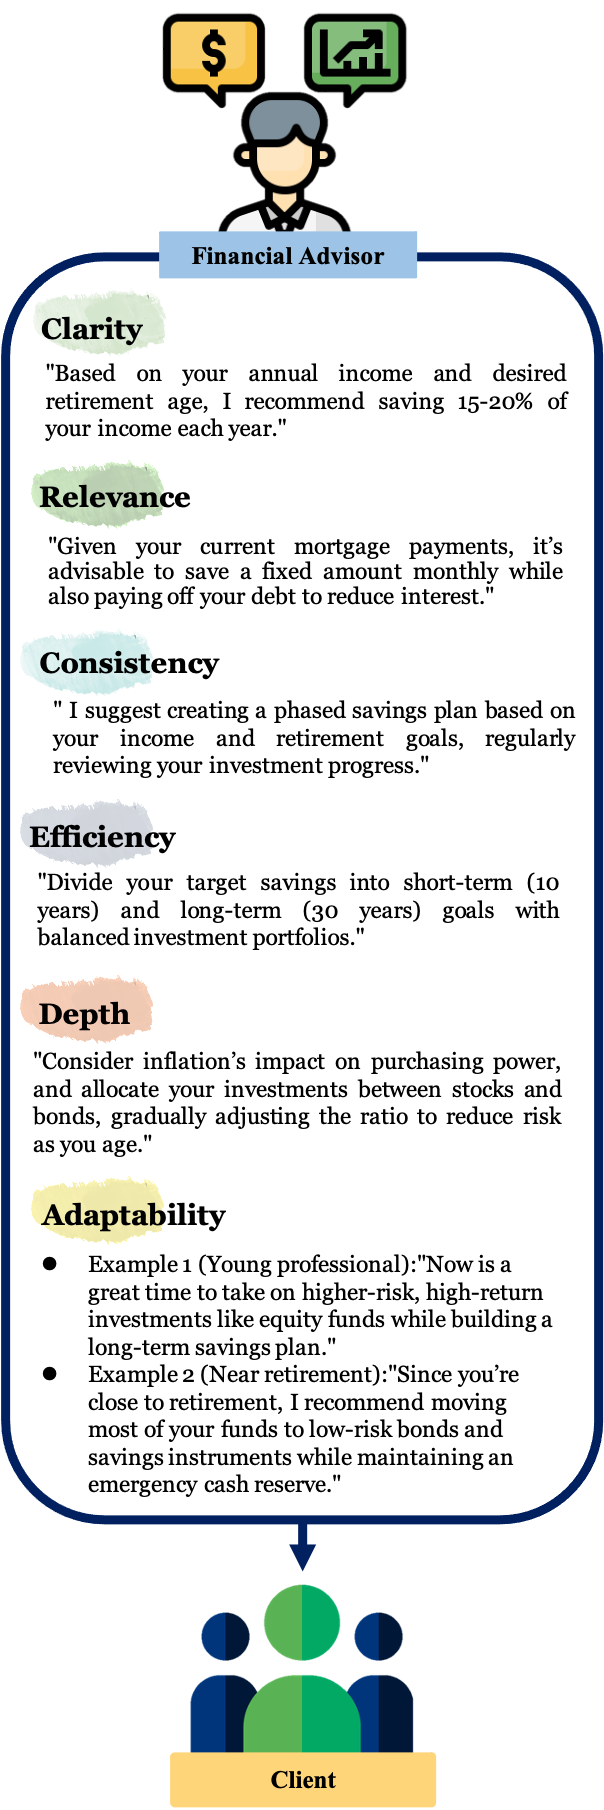 $
Financial Advisor
Clarity
"Based on your annual income and desired
retirement age, I recommend saving 15-20% of
your income each year."
Relevance
"Given your current mortgage payments, it’s
advisable to save a fixed amount monthly while
also paying off your debt to reduce interest."
Consistency
" I suggest creating a phased savings plan based on
your income and retirement goals, regularly
reviewing your investment progress."
Efficiency
"Divide your target savings into short-term (10
years) and long-term (30 years) goals with
balanced investment portfolios."
Depth
"Consider inflation’s impact on purchasing power,
and allocate your investments between stocks and
bonds, gradually adjusting the ratio to reduce risk
as you age."
Adaptability
● Example 1 (Young professional):"Now is a
great time to take on higher-risk, high-return
investments like equity funds while building a
long-term savings plan."
● Example 2 (Near retirement):"Since you’re
close to retirement, I recommend moving
most of your funds to low-risk bonds and
savings instruments while maintaining an
emergency cash reserve."
Client